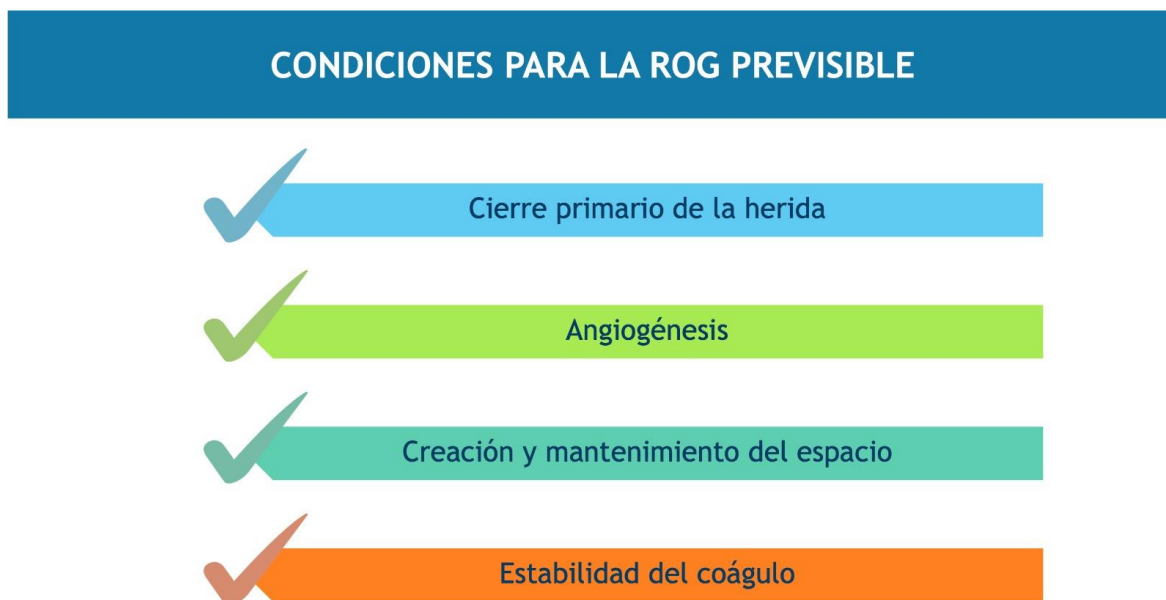 CONDICIONES PARA LA ROG PREVISIBLE
Cierre primario de la herida
Angiogénesis
Creación y mantenimiento del espacio
Estabilidad del coágulo